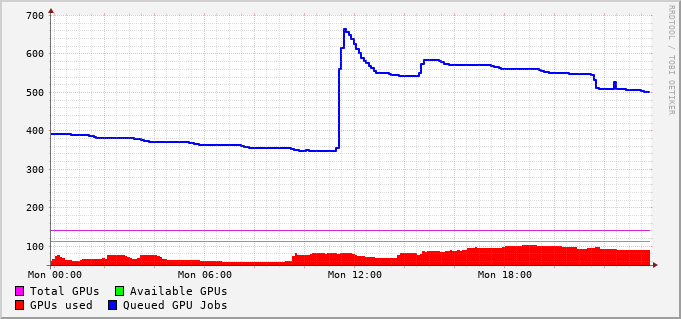 700
600
500
400
300
200
100
Mon 00:00 Mon 06:00 Mon 12:00 Mon 18:00
Total GPUs Available GPUs
GPUs used Queued GPU Jobs
RRDTOOL / TOBI OETIKER